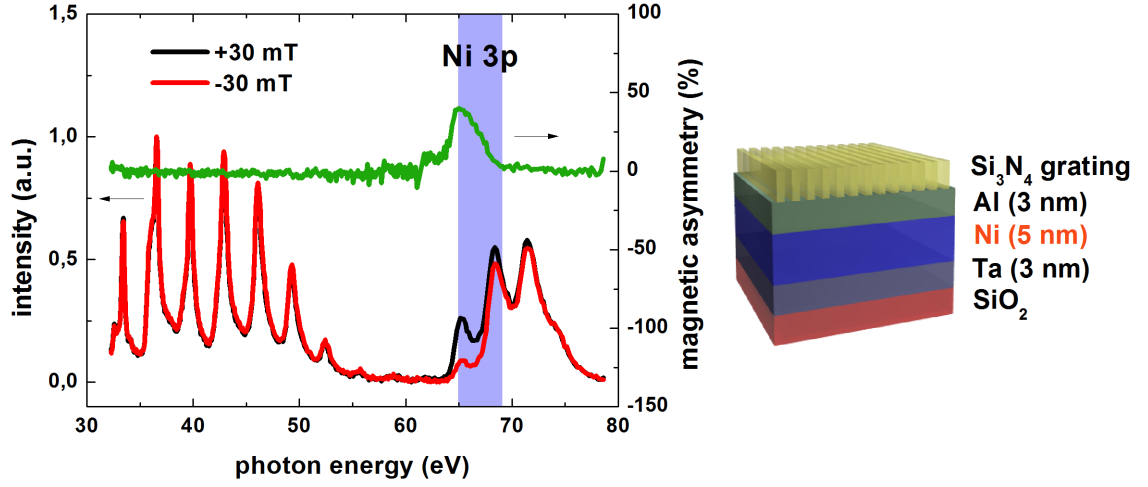 1,5
1,0
0,5
0,0
intensity (a.u.)
+30 mT
-30 mT
Ni 3p
100
50
0
-50
-100
-150
magnetic asymmetry (%)
30 40 50 60 70 80
photon energy (eV)
Si₃N₄ grating
Al (3 nm)
Ni (5 nm)
Ta (3 nm)
SiO₂